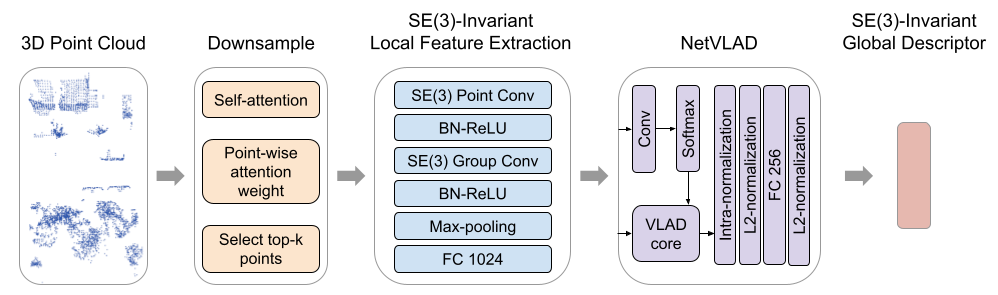 3D Point Cloud
Downsample
Self-attention
Point-wise
attention
weight
Select top-k
points
SE(3)-Invariant
Local Feature Extraction
SE(3) Point Conv
BN-ReLU
SE(3) Group Conv
BN-ReLU
Max-pooling
FC 1024
NetVLAD
Conv
Softmax
VLAD
core
Intra-normalization
L2-normalization
FC 256
L2-normalization
SE(3)-Invariant
Global Descriptor